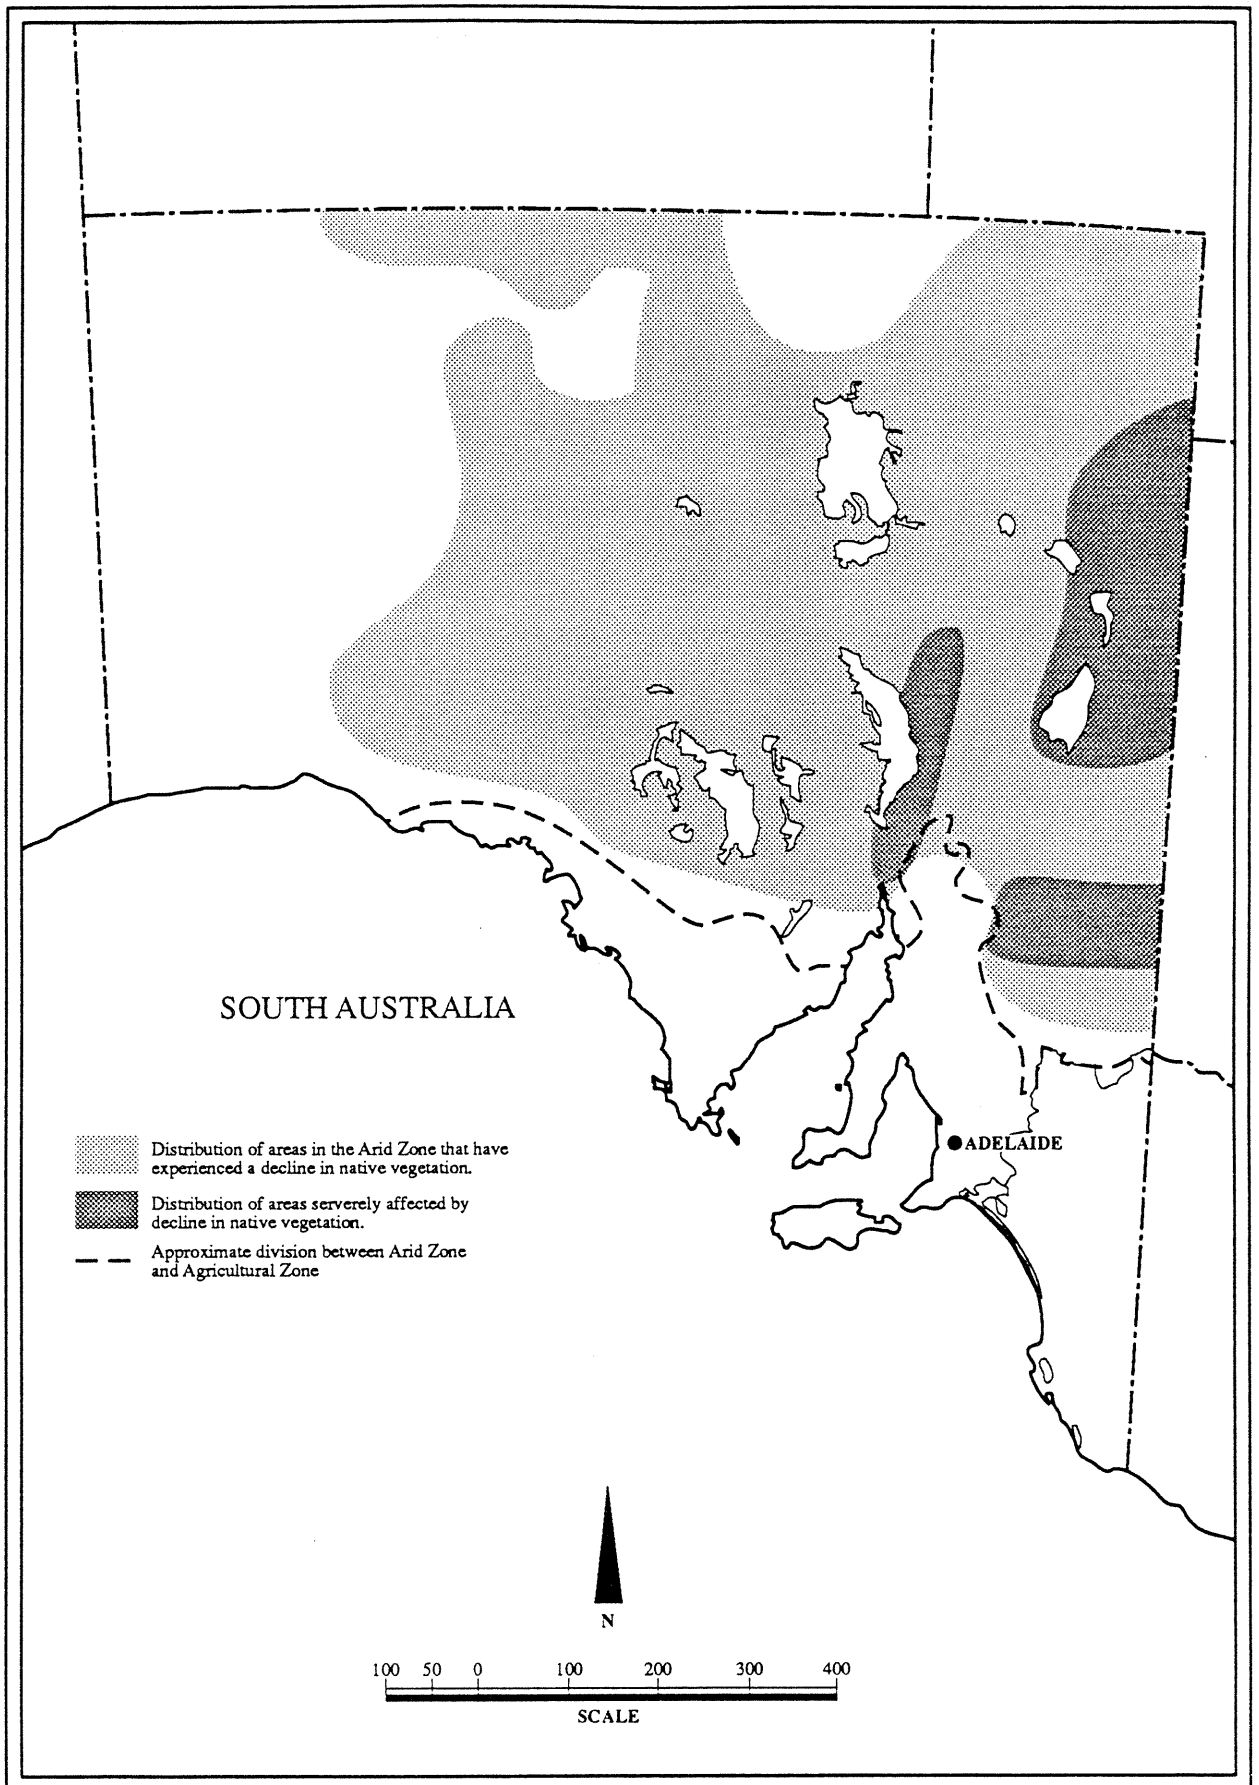 SOUTH AUSTRALIA
Distribution of areas in the Arid Zone that have
experienced a decline in native vegetation.
Distribution of areas serverely affected by
decline in native vegetation.
Approximate division between Arid Zone
and Agricultural Zone
ADELAIDE
N
100 50 0 100 200 300 400
SCALE